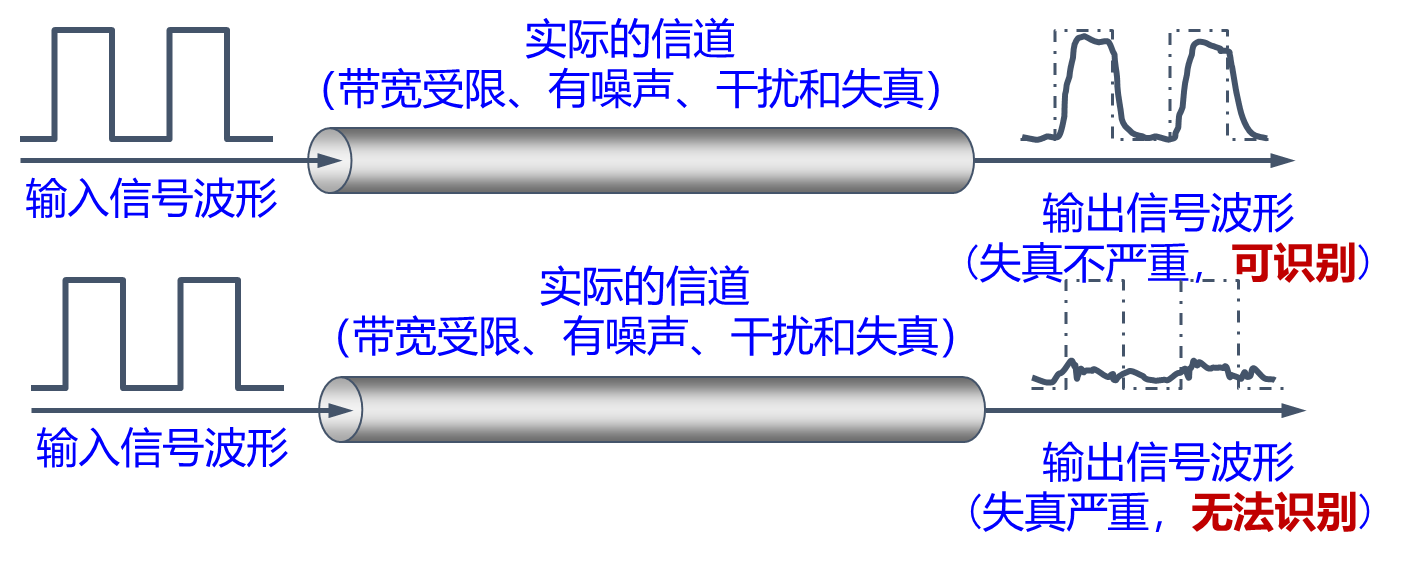 实际的信道
(带宽受限、有噪声、干扰和失真)
输入信号波形
输出信号波形
(失真不严重，可识别)
实际的信道
(带宽受限、有噪声、干扰和失真)
输入信号波形
输出信号波形
(失真严重，无法识别)